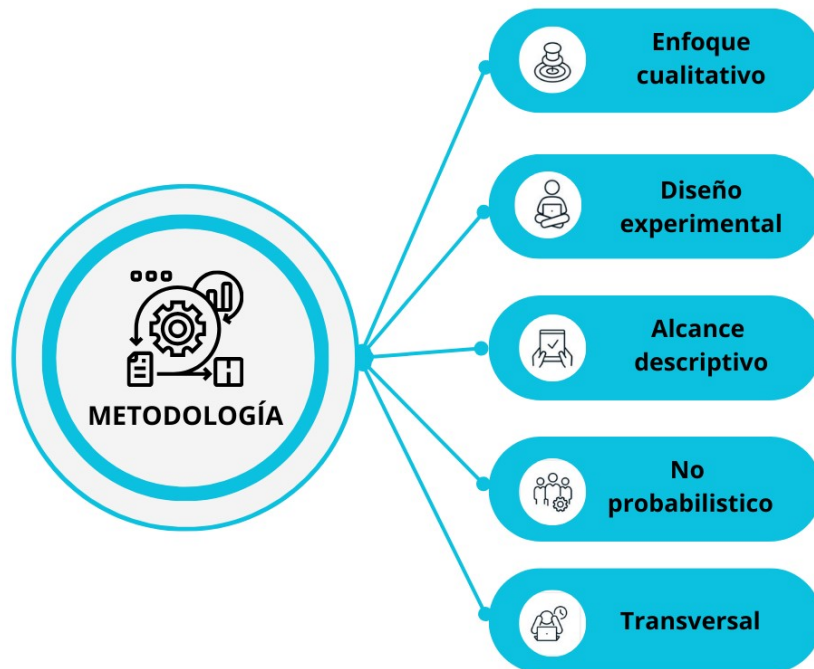 Enfoque
cualitativo
Diseño
experimental
Alcance
descriptivo
METODOLOGÍA
No
probabilistico
Transversal